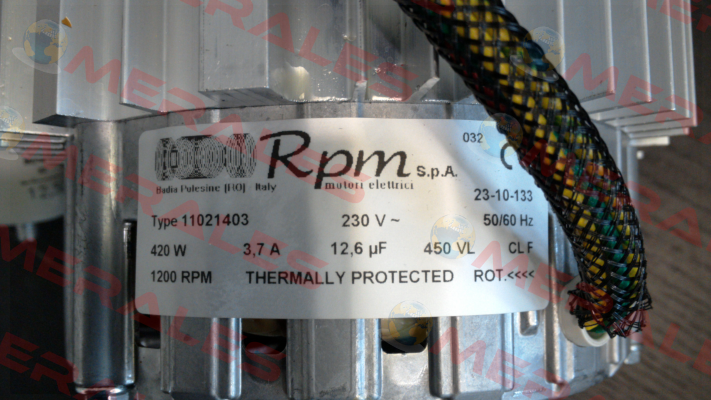 MERALES
032
Rpm S.p.A.
Badia Polesine [RO] Italy
motori elettrici
23-10-133
Type 11021403 230 V ~ 50/60 Hz
420 W 3,7 A 12,6 µF 450 VL CL F
1200 RPM THERMALLY PROTECTED ROT.<<<<